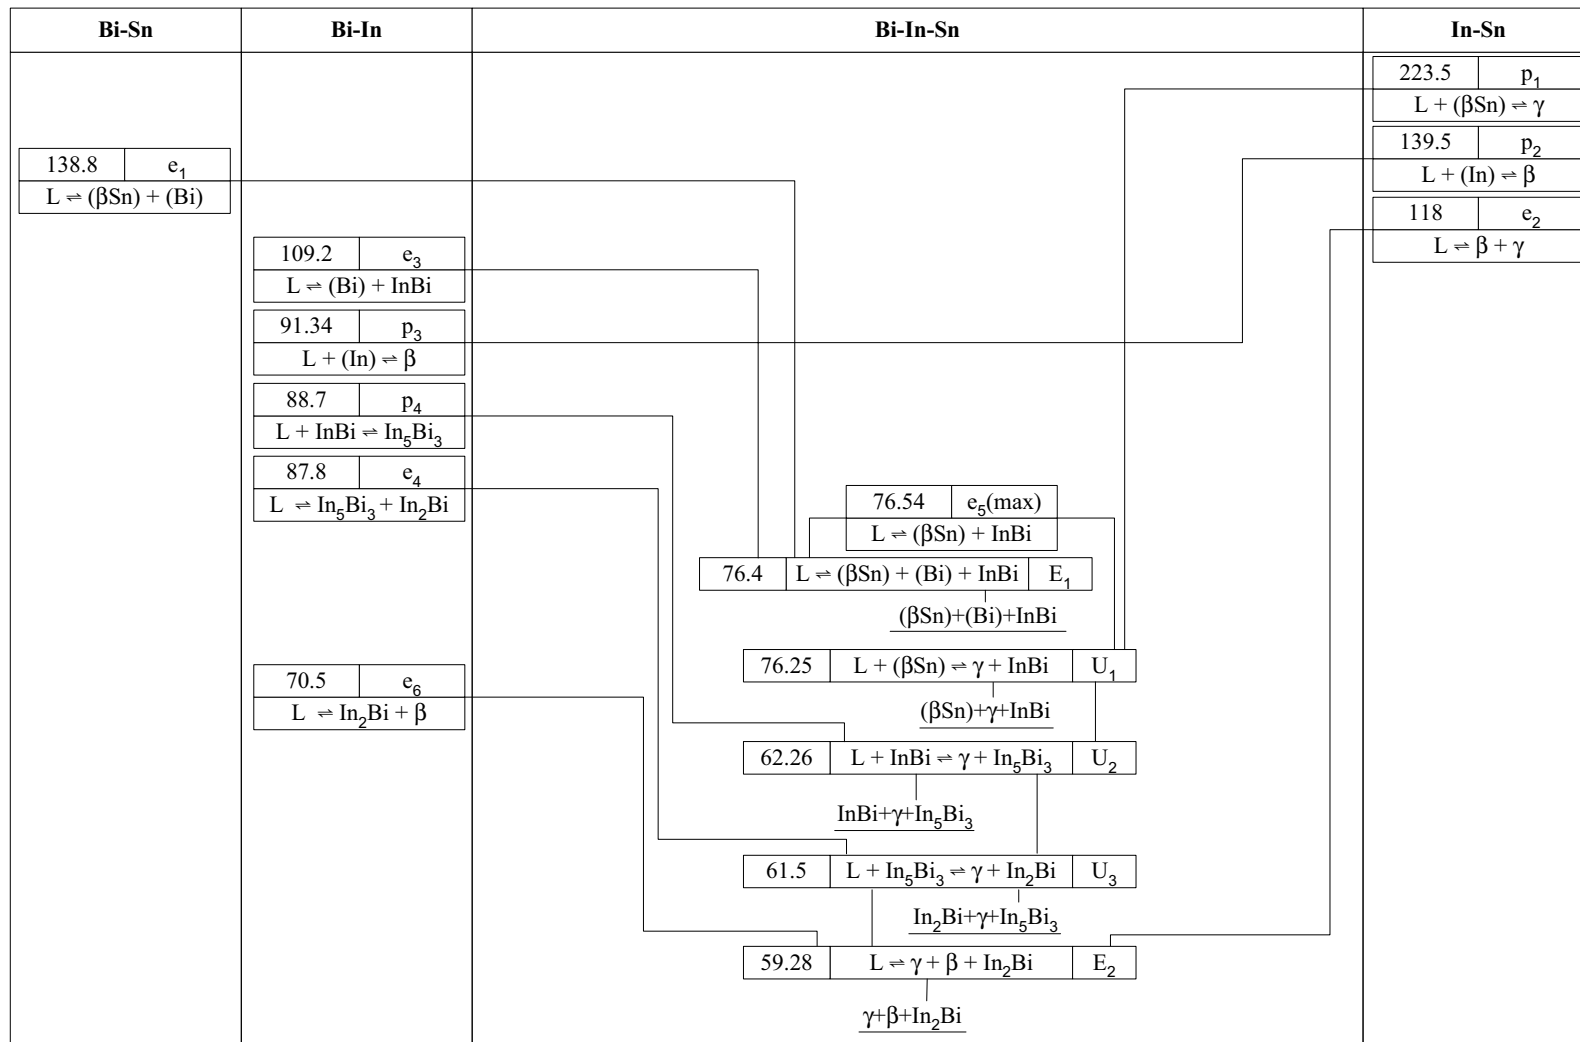 Bi-Sn
Bi-In
Bi-In-Sn
In-Sn
223.5 p₁
L + (βSn) ⇌ γ
139.5 p₂
L + (In) ⇌ β
118 e₂
L ⇌ β + γ
138.8 e₁
L ⇌ (βSn) + (Bi)
109.2 e₃
L ⇌ (Bi) + InBi
91.34 p₃
L + (In) ⇌ β
88.7 p₄
L + InBi ⇌ In₅Bi₃
87.8 e₄
L ⇌ In₅Bi₃ + In₂Bi
76.54 e₅(max)
L ⇌ (βSn) + InBi
76.4 L ⇌ (βSn) + (Bi) + InBi E₁
(βSn)+(Bi)+InBi
76.25 L + (βSn) ⇌ γ + InBi U₁
(βSn)+γ+InBi
70.5 e₆
L ⇌ In₂Bi + β
62.26 L + InBi ⇌ γ + In₅Bi₃ U₂
InBi+γ+In₅Bi₃
61.5 L + In₅Bi₃ ⇌ γ + In₂Bi U₃
In₂Bi+γ+In₅Bi₃
59.28 L ⇌ γ + β + In₂Bi E₂
γ+β+In₂Bi